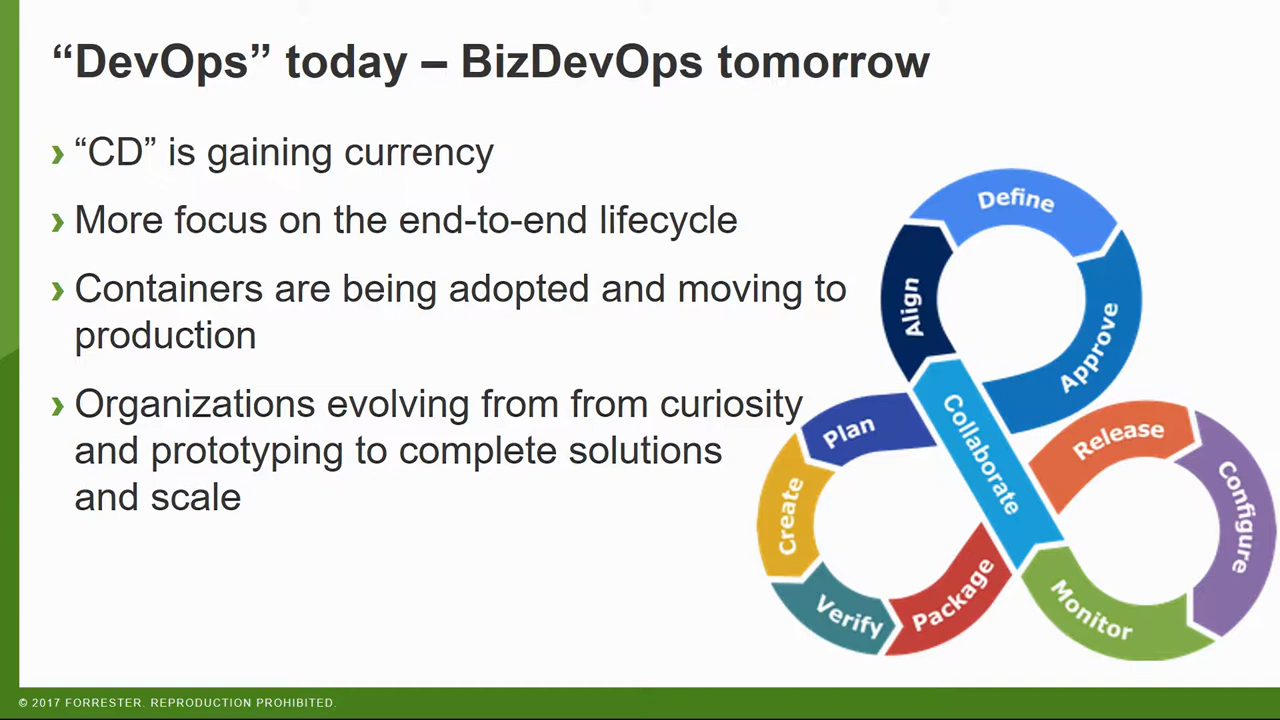 “DevOps” today – BizDevOps tomorrow
› “CD” is gaining currency
› More focus on the end-to-end lifecycle
› Containers are being adopted and moving to
production
› Organizations evolving from from curiosity
and prototyping to complete solutions
and scale
Define
Align
Approve
Collaborate
Plan
Create
Verify
Package
Release
Configure
Monitor
© 2017 FORRESTER. REPRODUCTION PROHIBITED.